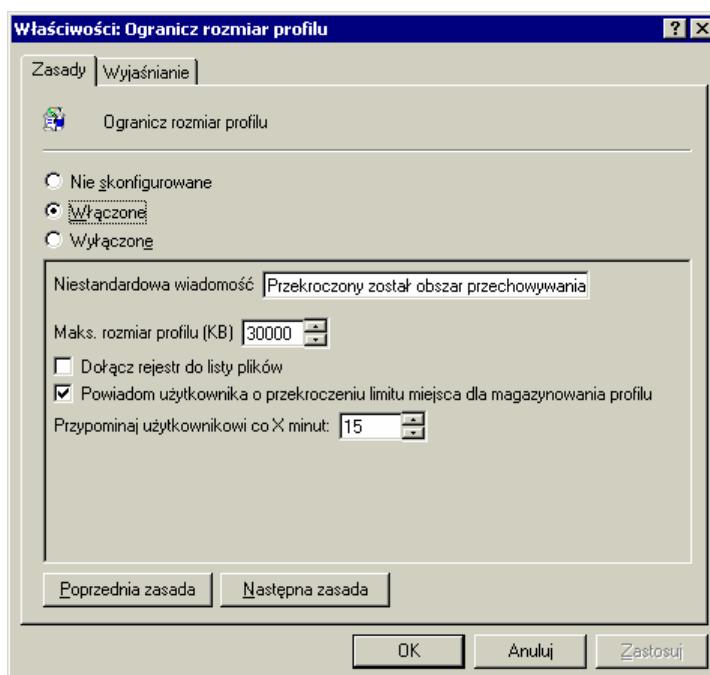 Właściwości: Ogranicz rozmiar profilu
Zasady Wyjaśnianie
Ogranicz rozmiar profilu
Nie skonfigurowane
Włączone
Wyłączone
Niestandardowa wiadomość Przekroczony został obszar przechowywania
Maks. rozmiar profilu (KB) 30000
Dołącz rejestr do listy plików
Powiadom użytkownika o przekroczeniu limitu miejsca dla magazynowania profilu
Przypominaj użytkownikowi co X minut: 15
Poprzednia zasada Następna zasada
OK Anuluj Zastosuj